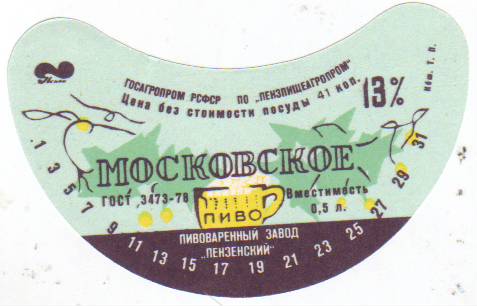 ГОСАГРОПРОМ РСФСР ПО „ПЕНЗПИЩЕАГРОПРОМ"
Цена без стоимости посуды 41 коп.
13%
Кёш. т. п.
МОСКОВСКОЕ
ГОСТ 3473-78
Вместимость
0,5 л.
ПИВО
ПИВОВАРЕННЫЙ ЗАВОД
„ПЕНЗЕНСКИЙ"
1 3 5 7 9 11 13 15 17 19 21 23 25 27 29 31